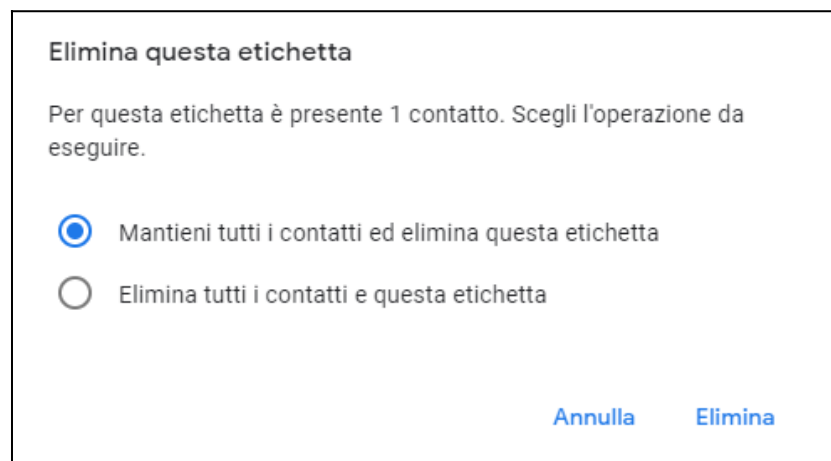 Elimina questa etichetta
Per questa etichetta è presente 1 contatto. Scegli l'operazione da
eseguire.
Mantieni tutti i contatti ed elimina questa etichetta
Elimina tutti i contatti e questa etichetta
Annulla Elimina